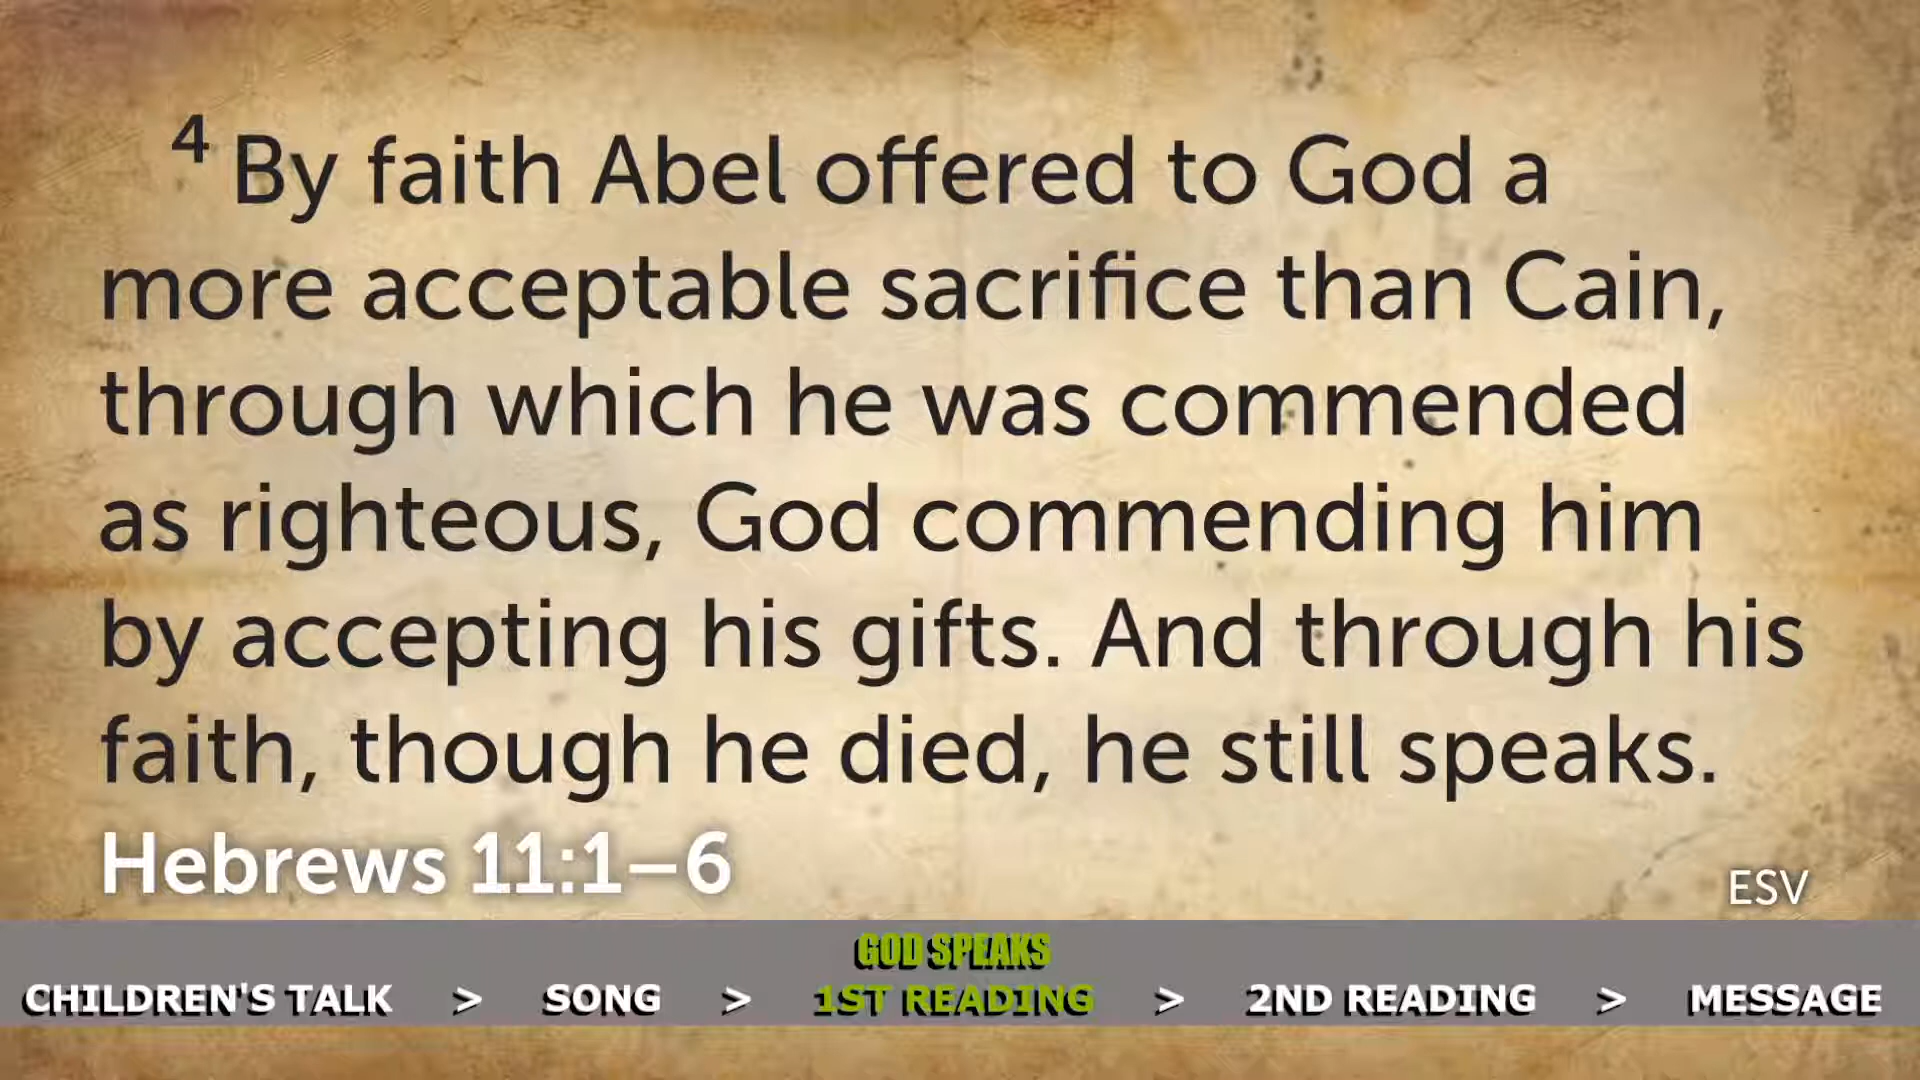 4 By faith Abel offered to God a
more acceptable sacrifice than Cain,
through which he was commended
as righteous, God commending him
by accepting his gifts. And through his
faith, though he died, he still speaks.
Hebrews 11:1–6
ESV
GOD SPEAKS
CHILDREN'S TALK > SONG > 1ST READING > 2ND READING > MESSAGE